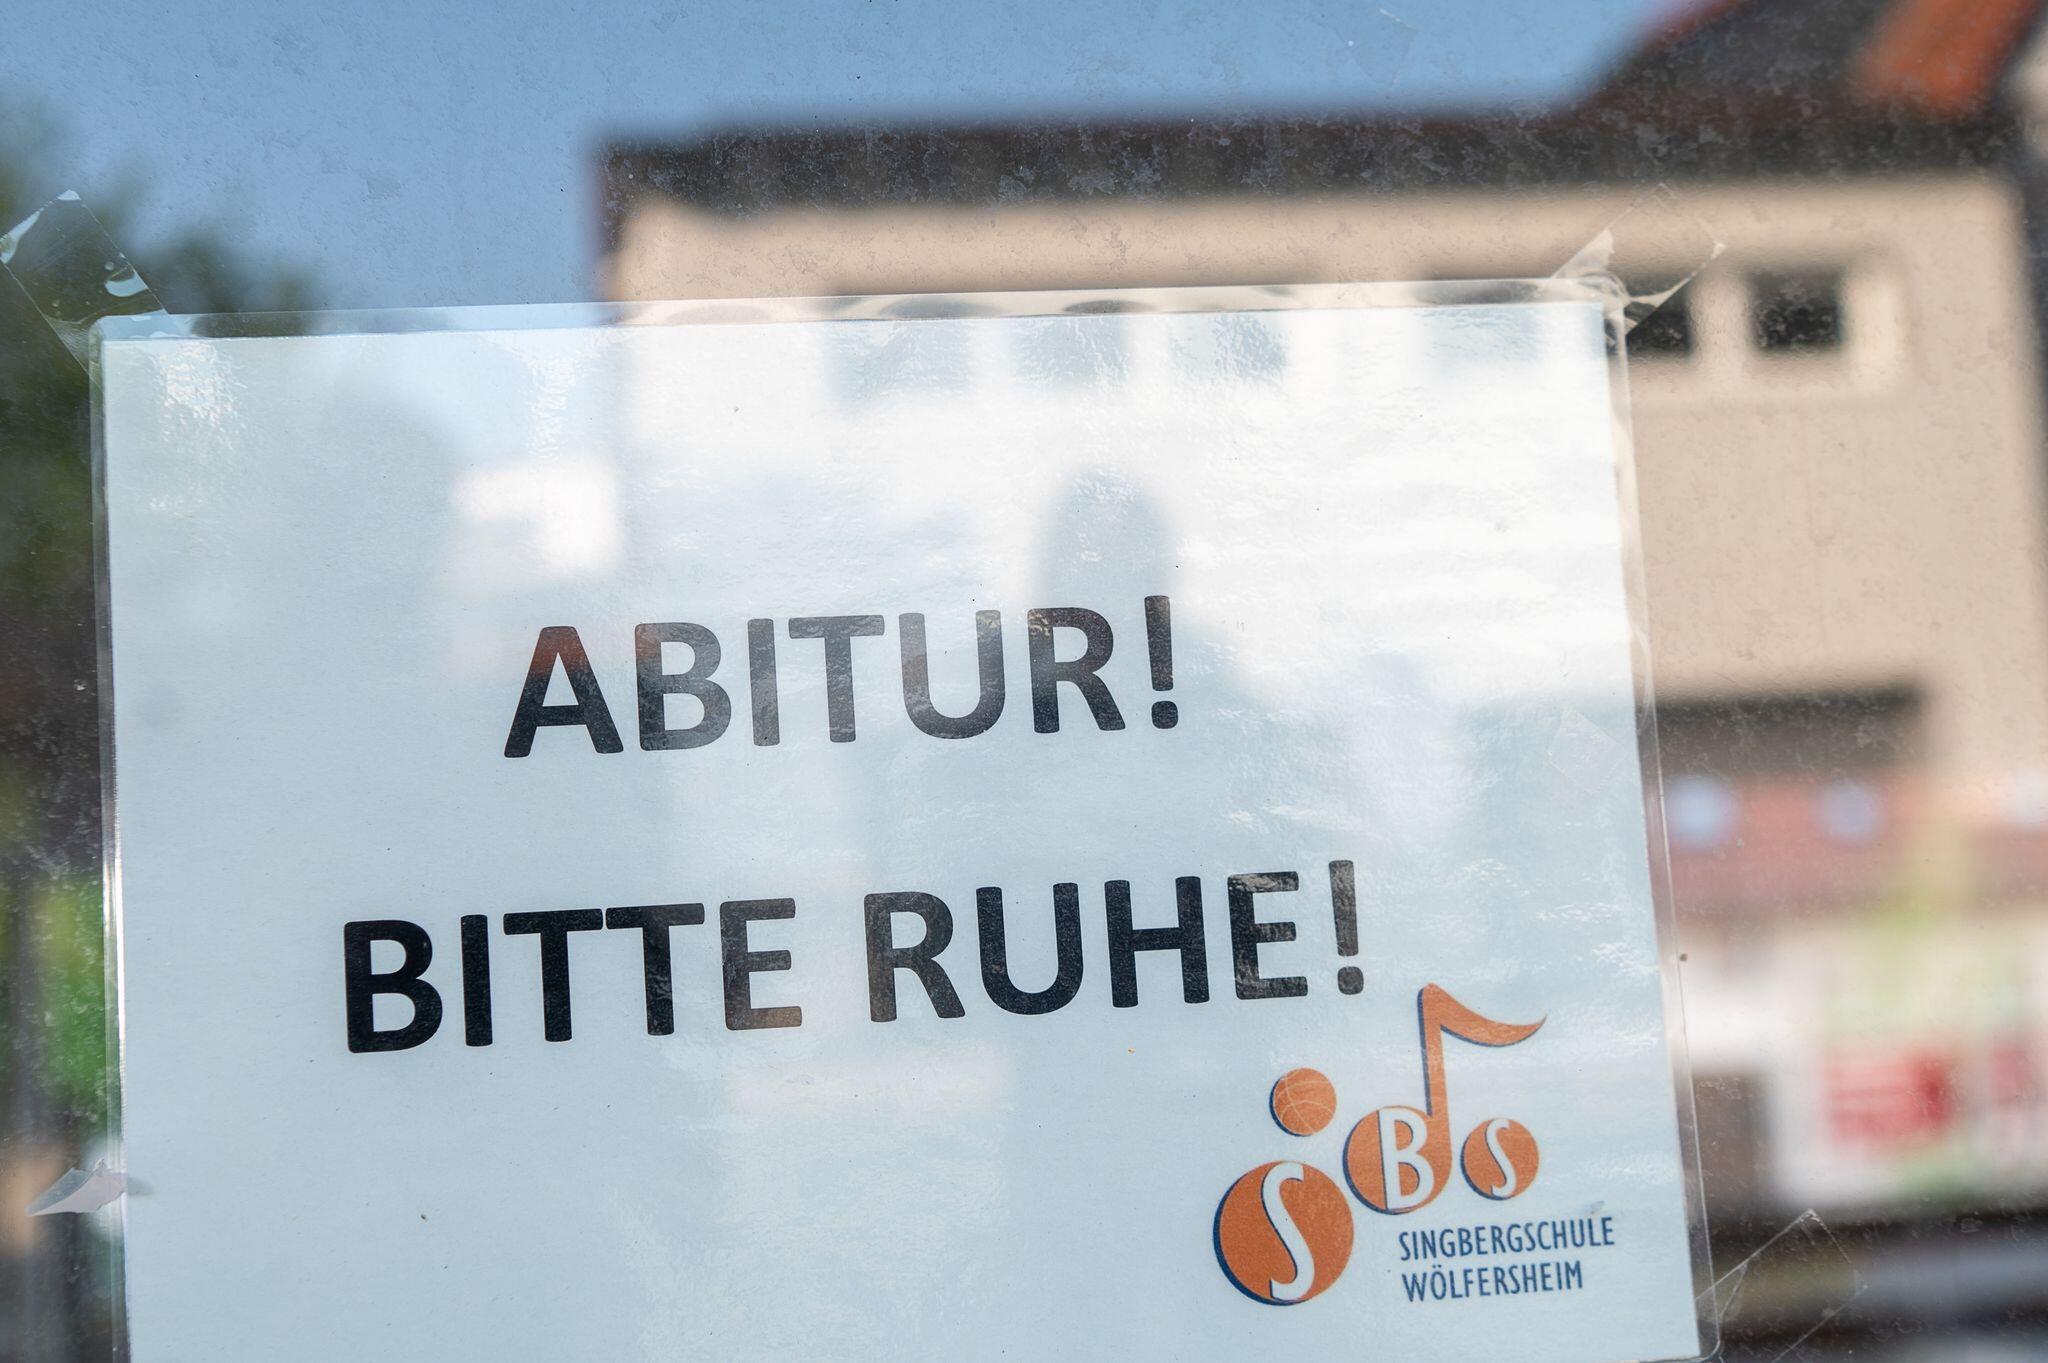 ABITUR!
BITTE RUHE!
SBS
SINGBERGSCHULE
WÖLFERSHEIM